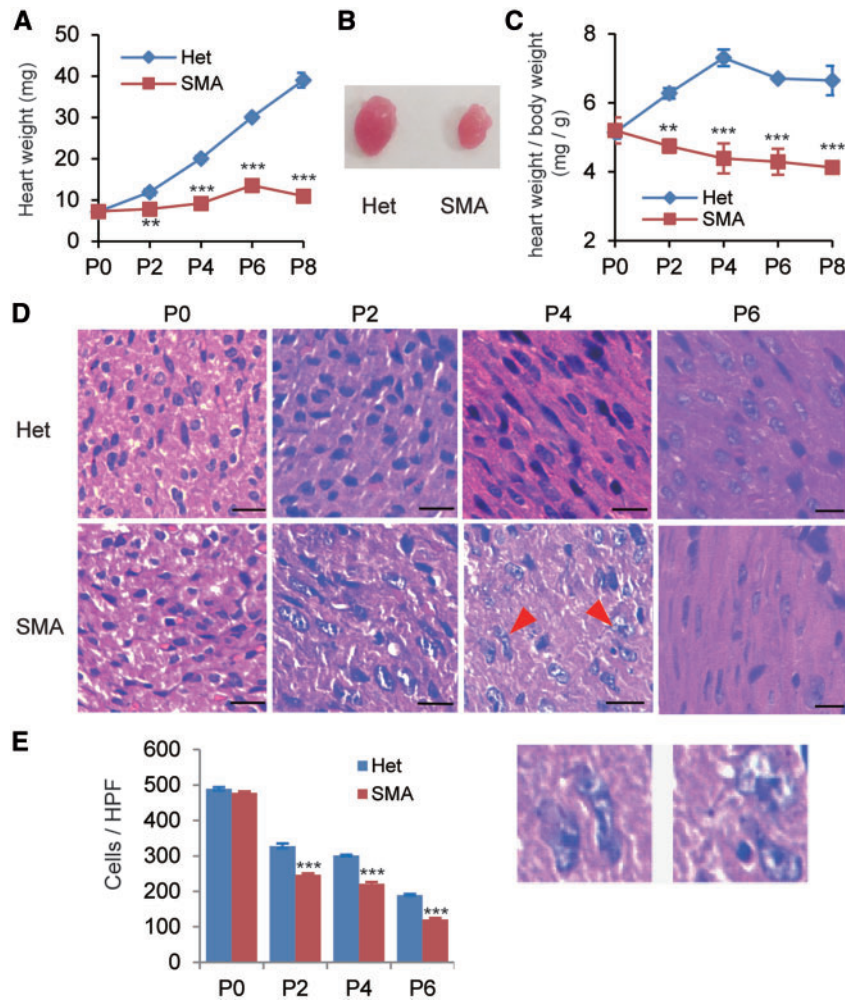 A
Heart weight (mg)
50
40
30
20
10
0
Het
SMA
**
***
***
***
P0 P2 P4 P6 P8
B
Het SMA
C
heart weight / body weight
(mg / g)
8
6
4
2
**
***
***
***
Het
SMA
P0 P2 P4 P6 P8
D
P0 P2 P4 P6
Het
SMA
E
Cells / HPF
600
500
400
300
200
100
0
Het
SMA
***
***
***
P0 P2 P4 P6